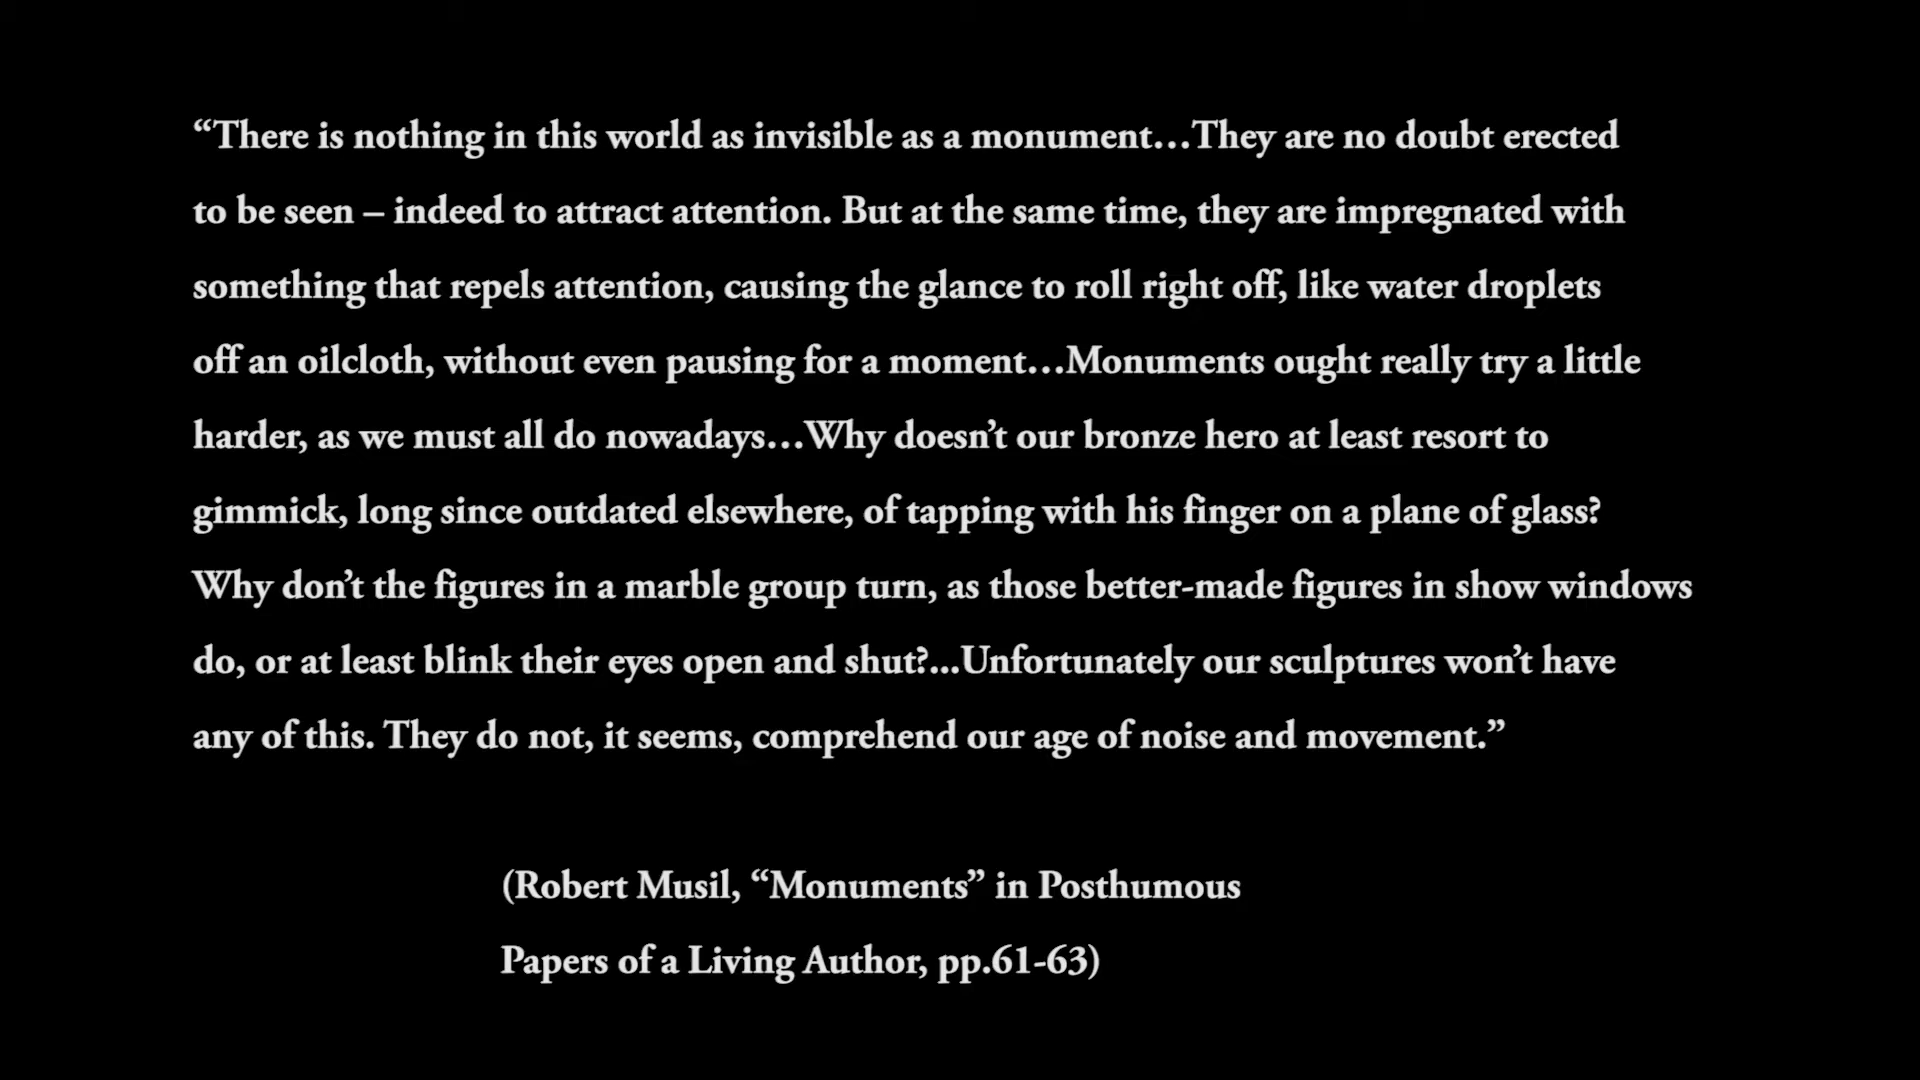 “There is nothing in this world as invisible as a monument…They are no doubt erected
to be seen – indeed to attract attention. But at the same time, they are impregnated with
something that repels attention, causing the glance to roll right off, like water droplets
off an oilcloth, without even pausing for a moment…Monuments ought really try a little
harder, as we must all do nowadays…Why doesn’t our bronze hero at least resort to
gimmick, long since outdated elsewhere, of tapping with his finger on a plane of glass?
Why don’t the figures in a marble group turn, as those better-made figures in show windows
do, or at least blink their eyes open and shut?...Unfortunately our sculptures won’t have
any of this. They do not, it seems, comprehend our age of noise and movement.”
(Robert Musil, “Monuments” in Posthumous
Papers of a Living Author, pp.61-63)